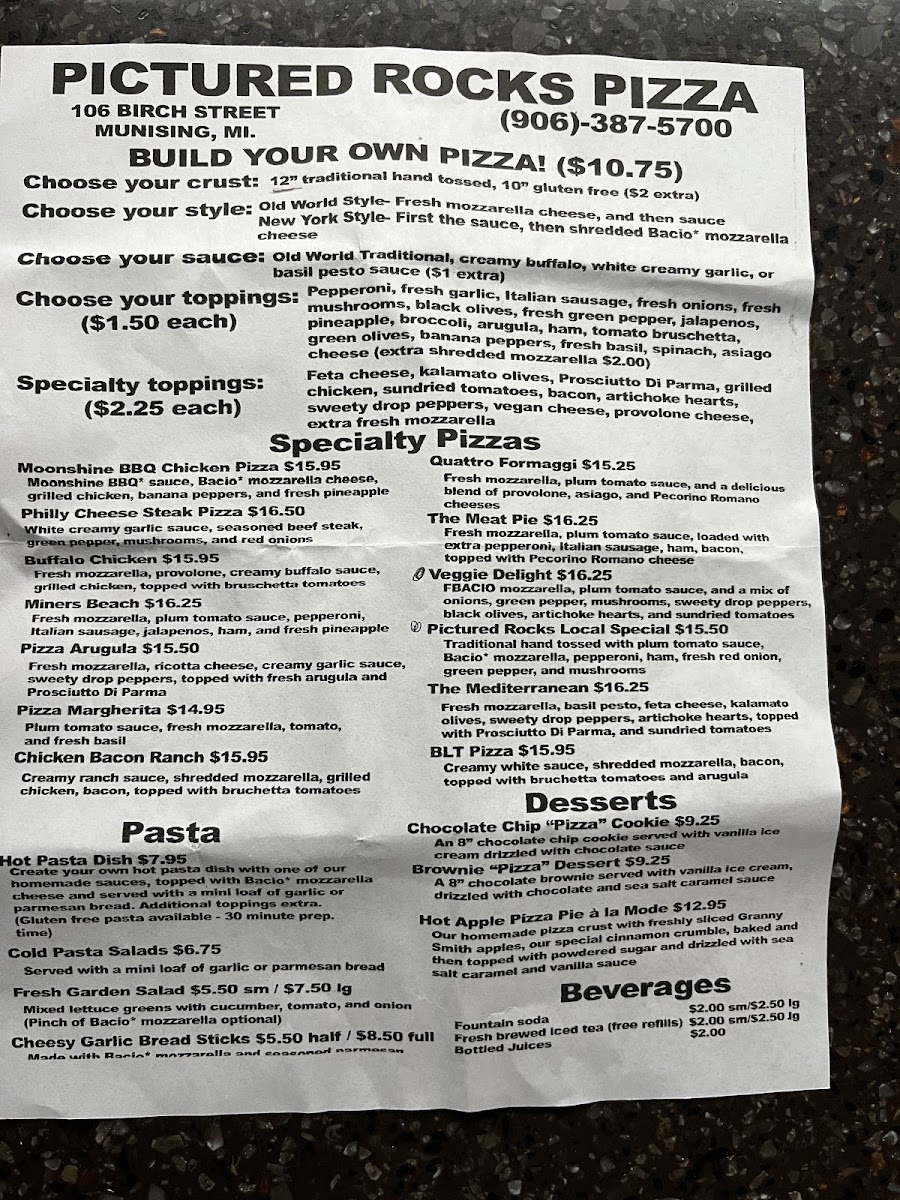 PICTURED ROCKS PIZZA
106 BIRCH STREET
MUNISING, MI.
(906)-387-5700
BUILD YOUR OWN PIZZA! ($10.75)
Choose your crust: 12" traditional hand tossed, 10" gluten free ($2 extra)
Choose your style: Old World Style- Fresh mozzarella cheese, and then sauce
New York Style- First the sauce, then shredded Bacio* mozzarella
cheese
Choose your sauce: Old World Traditional, creamy buffalo, white creamy garlic, or
basil pesto sauce ($1 extra)
Choose your toppings:
($1.50 each)
Pepperoni, fresh garlic, Italian sausage, fresh onions, fresh
mushrooms, black olives, fresh green pepper, jalapenos,
pineapple, broccoli, arugula, ham, tomato bruschetta,
green olives, banana peppers, fresh basil, spinach, asiago
cheese (extra shredded mozzarella $2.00)
Specialty toppings:
($2.25 each)
Feta cheese, kalamato olives, Prosciutto Di Parma, grilled
chicken, sundried tomatoes, bacon, artichoke hearts,
sweety drop peppers, vegan cheese, provolone cheese,
extra fresh mozzarella
Specialty Pizzas
Moonshine BBQ Chicken Pizza $15.95
Moonshine BBQ* sauce, Bacio* mozzarella cheese,
grilled chicken, banana peppers, and fresh pineapple
Philly Cheese Steak Pizza $16.50
White creamy garlic sauce, seasoned beef steak,
green pepper, mushrooms, and red onions
Buffalo Chicken $15.95
Fresh mozzarella, provolone, creamy buffalo sauce,
grilled chicken, topped with bruschetta tomatoes
Miners Beach $16.25
Fresh mozzarella, plum tomato sauce, pepperoni,
Italian sausage, jalapenos, ham, and fresh pineapple
Pizza Arugula $15.50
Fresh mozzarella, ricotta cheese, creamy garlic sauce,
sweety drop peppers, topped with fresh arugula and
Prosciutto Di Parma
Pizza Margherita $14.95
Plum tomato sauce, fresh mozzarella, tomato,
and fresh basil
Chicken Bacon Ranch $15.95
Creamy ranch sauce, shredded mozzarella, grilled
chicken, bacon, topped with bruchetta tomatoes
Quattro Formaggi $15.25
Fresh mozzarella, plum tomato sauce, and a delicious
blend of provolone, asiago, and Pecorino Romano
cheeses
The Meat Pie $16.25
Fresh mozzarella, plum tomato sauce, loaded with
extra pepperoni, Italian sausage, ham, bacon,
topped with Pecorino Romano cheese
Veggie Delight $16.25
FBACIO mozzarella, plum tomato sauce, and a mix of
onions, green pepper, mushrooms, sweety drop peppers,
black olives, artichoke hearts, and sundried tomatoes
Pictured Rocks Local Special $15.50
Traditional hand tossed with plum tomato sauce,
Bacio* mozzarella, pepperoni, ham, fresh red onion,
green pepper, and mushrooms
The Mediterranean $16.25
Fresh mozzarella, basil pesto, feta cheese, kalamato
olives, sweety drop peppers, artichoke hearts, topped
with Prosciutto Di Parma, and sundried tomatoes
BLT Pizza $15.95
Creamy white sauce, shredded mozzarella, bacon,
topped with bruchetta tomatoes and arugula
Pasta
Hot Pasta Dish $7.95
Create your own hot pasta dish with one of our
homemade sauces, topped with Bacio* mozzarella
cheese and served with a mini loaf of garlic or
parmesan bread. Additional toppings extra.
(Gluten free pasta available - 30 minute prep.
time)
Cold Pasta Salads $6.75
Served with a mini loaf of garlic or parmesan bread
Fresh Garden Salad $5.50 sm / $7.50 lg
Mixed lettuce greens with cucumber, tomato, and onion
(Pinch of Bacio* mozzarella optional)
Cheesy Garlic Bread Sticks $5.50 half / $8.50 full
Made with Bacio* mozzarella and seasoned parmesan
Desserts
Chocolate Chip "Pizza" Cookie $9.25
An 8" chocolate chip cookie served with vanilla ice
cream drizzled with chocolate sauce
Brownie "Pizza" Dessert $9.25
A 8" chocolate brownie served with vanilla ice cream,
drizzled with chocolate and sea salt caramel sauce
Hot Apple Pizza Pie à la Mode $12.95
Our homemade pizza crust with freshly sliced Granny
Smith apples, our special cinnamon crumble, baked and
then topped with powdered sugar and drizzled with sea
salt caramel and vanilla sauce
Beverages
Fountain soda $2.00 sm/$2.50 lg
Fresh brewed iced tea (free refills) $2.00 sm/$2.50 lg
Bottled Juices $2.00